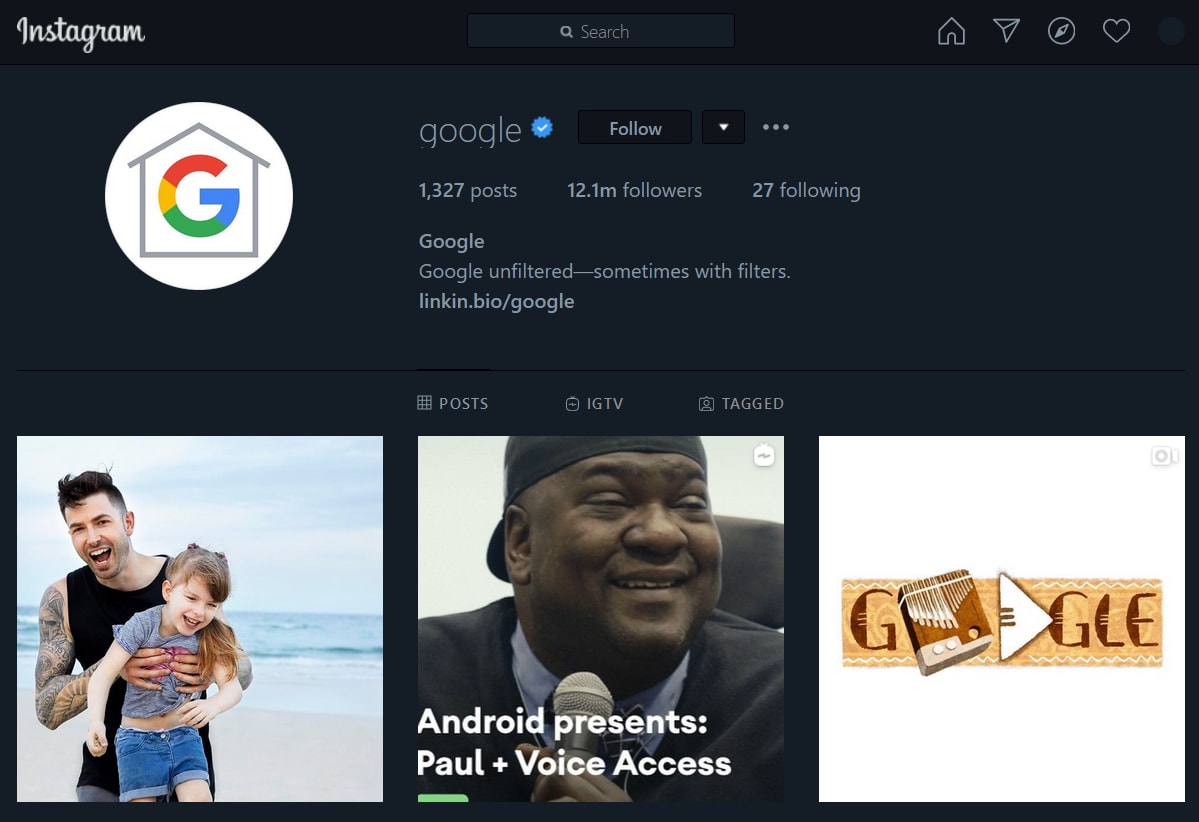 Instagram
Search
google
Follow
1,327 posts 12.1m followers 27 following
Google
Google unfiltered—sometimes with filters.
linkin.bio/google
POSTS IGTV TAGGED
Android presents:
Paul + Voice Access
GOOGLE